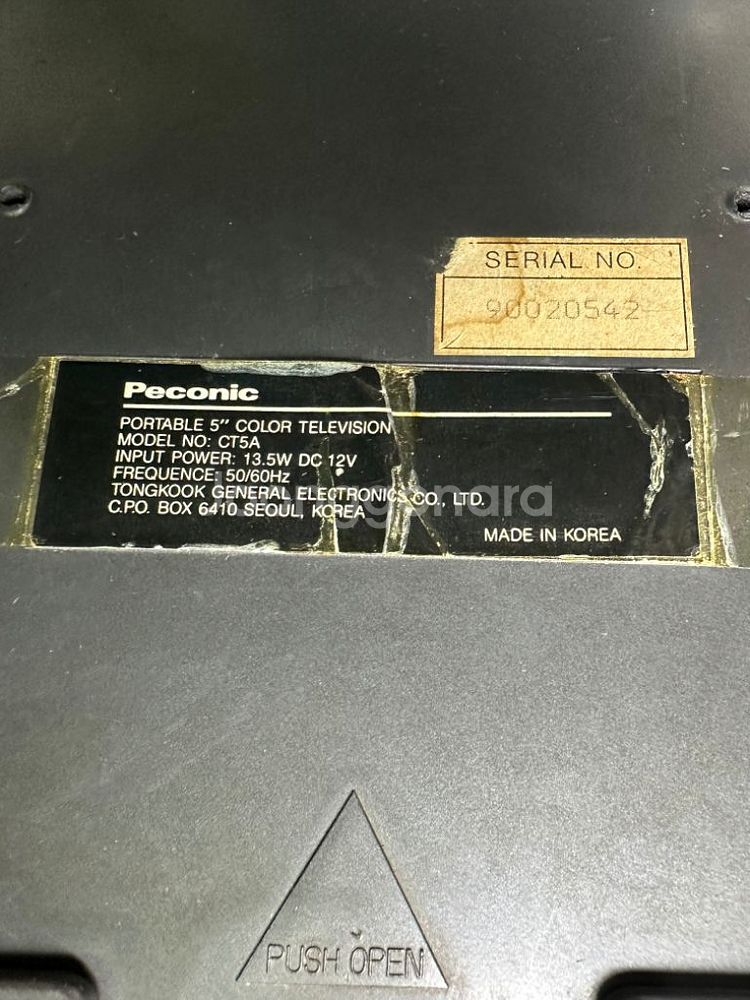 SERIAL NO.
90020542
Peconic
PORTABLE 5" COLOR TELEVISION
MODEL NO: CT5A
INPUT POWER: 13.5W DC 12V
FREQUENCE: 50/60Hz
TONGKOOK GENERAL ELECTRONICS CO., LTD.
C.P.O. BOX 6410 SEOUL, KOREA
MADE IN KOREA
joonggonara
PUSH OPEN